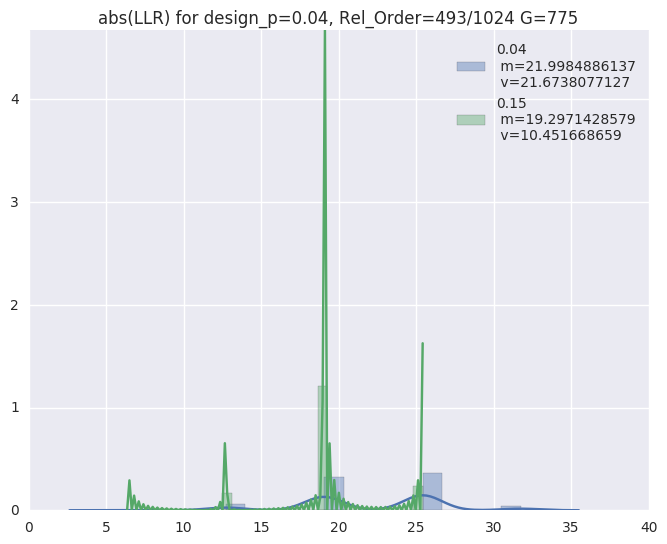 abs(LLR) for design_p=0.04, Rel_Order=493/1024 G=775
0.04
m=21.9984886137
v=21.6738077127
0.15
m=19.2971428579
v=10.451668659
4
3
2
1
0
0 5 10 15 20 25 30 35 40